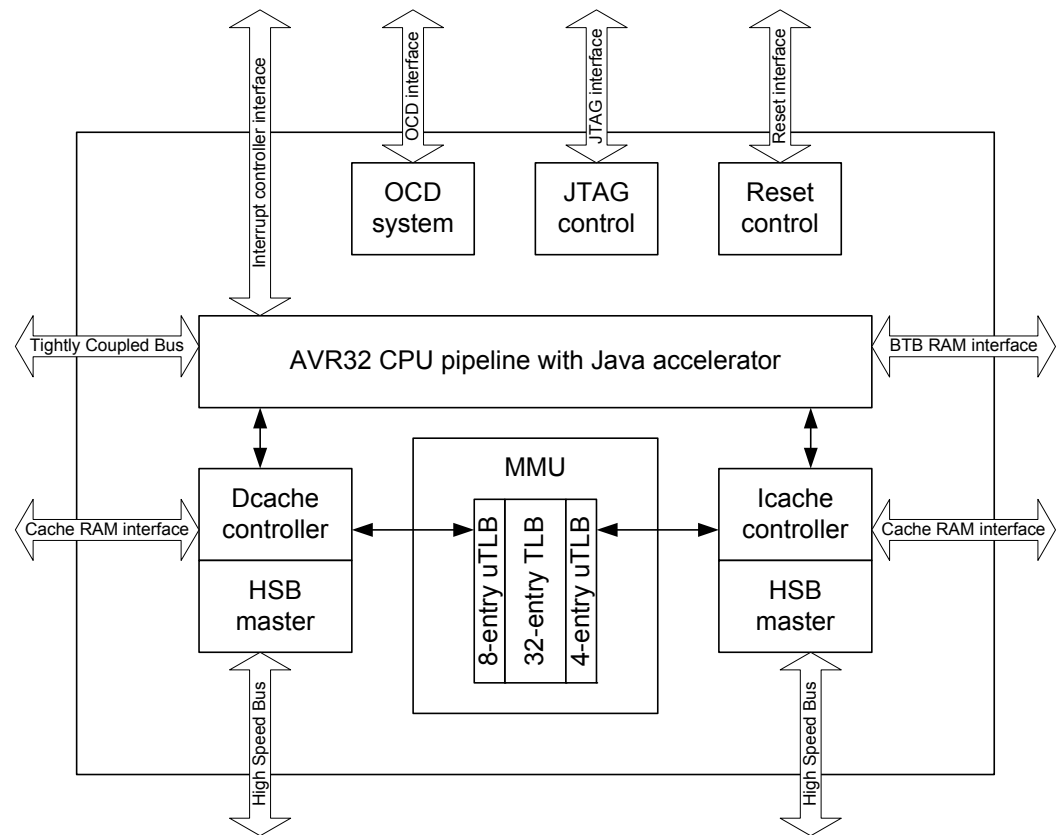 Interrupt controller interface
OCD interface
JTAG interface
Reset interface
OCD
system
JTAG
control
Reset
control
Tightly Coupled Bus
AVR32 CPU pipeline with Java accelerator
BTB RAM interface
MMU
Cache RAM interface
Dcache
controller
8-entry uTLB
32-entry TLB
4-entry uTLB
Icache
controller
Cache RAM interface
HSB
master
HSB
master
High Speed Bus
High Speed Bus